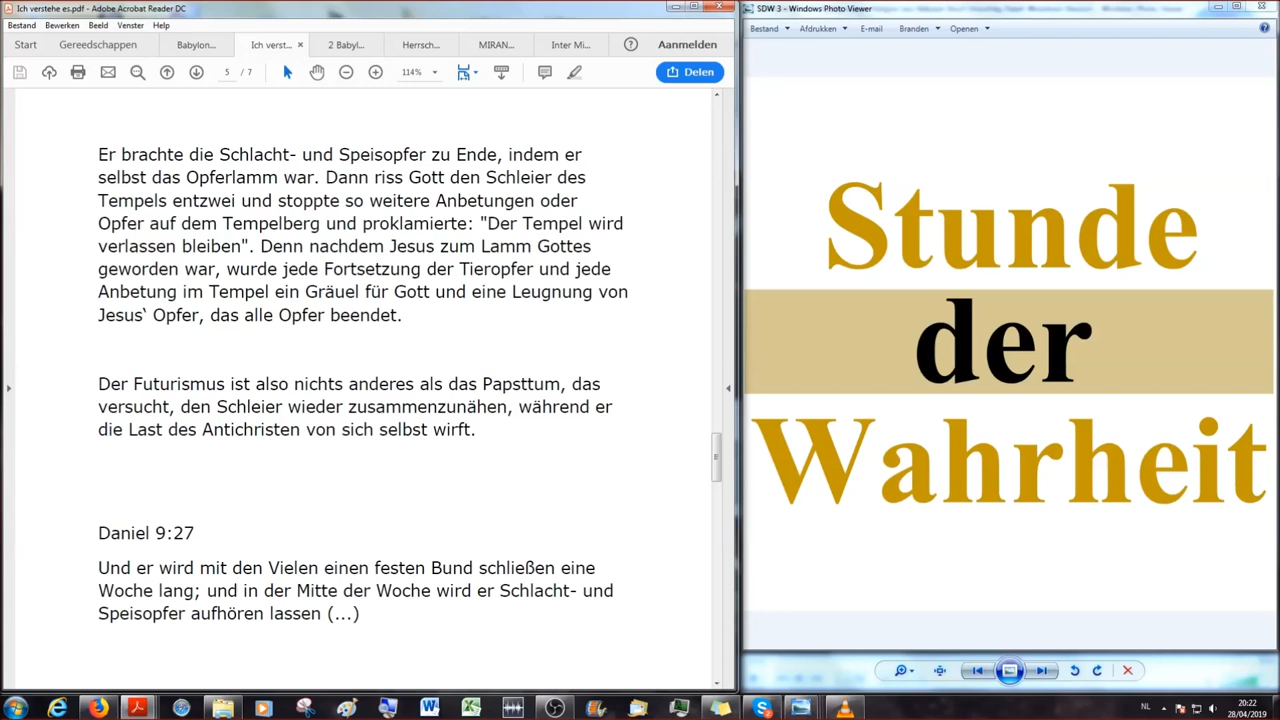 Ich verstehe es.pdf - Adobe Acrobat Reader DC
Bestand Bewerken Beeld Venster Help
Start Gereedschappen Babylon... Ich verst... × 2 Babyl... Herrsch... MIRAN... Inter Mi... Aanmelden
5 / 7 114% Delen
Er brachte die Schlacht- und Speisopfer zu Ende, indem er
selbst das Opferlamm war. Dann riss Gott den Schleier des
Tempels entzwei und stoppte so weitere Anbetungen oder
Opfer auf dem Tempelberg und proklamierte: "Der Tempel wird
verlassen bleiben". Denn nachdem Jesus zum Lamm Gottes
geworden war, wurde jede Fortsetzung der Tieropfer und jede
Anbetung im Tempel ein Gräuel für Gott und eine Leugnung von
Jesus‘ Opfer, das alle Opfer beendet.
Der Futurismus ist also nichts anderes als das Papsttum, das
versucht, den Schleier wieder zusammenzunähen, während er
die Last des Antichristen von sich selbst wirft.
Daniel 9:27
Und er wird mit den Vielen einen festen Bund schließen eine
Woche lang; und in der Mitte der Woche wird er Schlacht- und
Speisopfer aufhören lassen (...)
SDW 3 - Windows Photo Viewer
Bestand Afdrukken E-mail Branden Openen
Stunde
der
Wahrheit
NL 20:22
28/04/2019